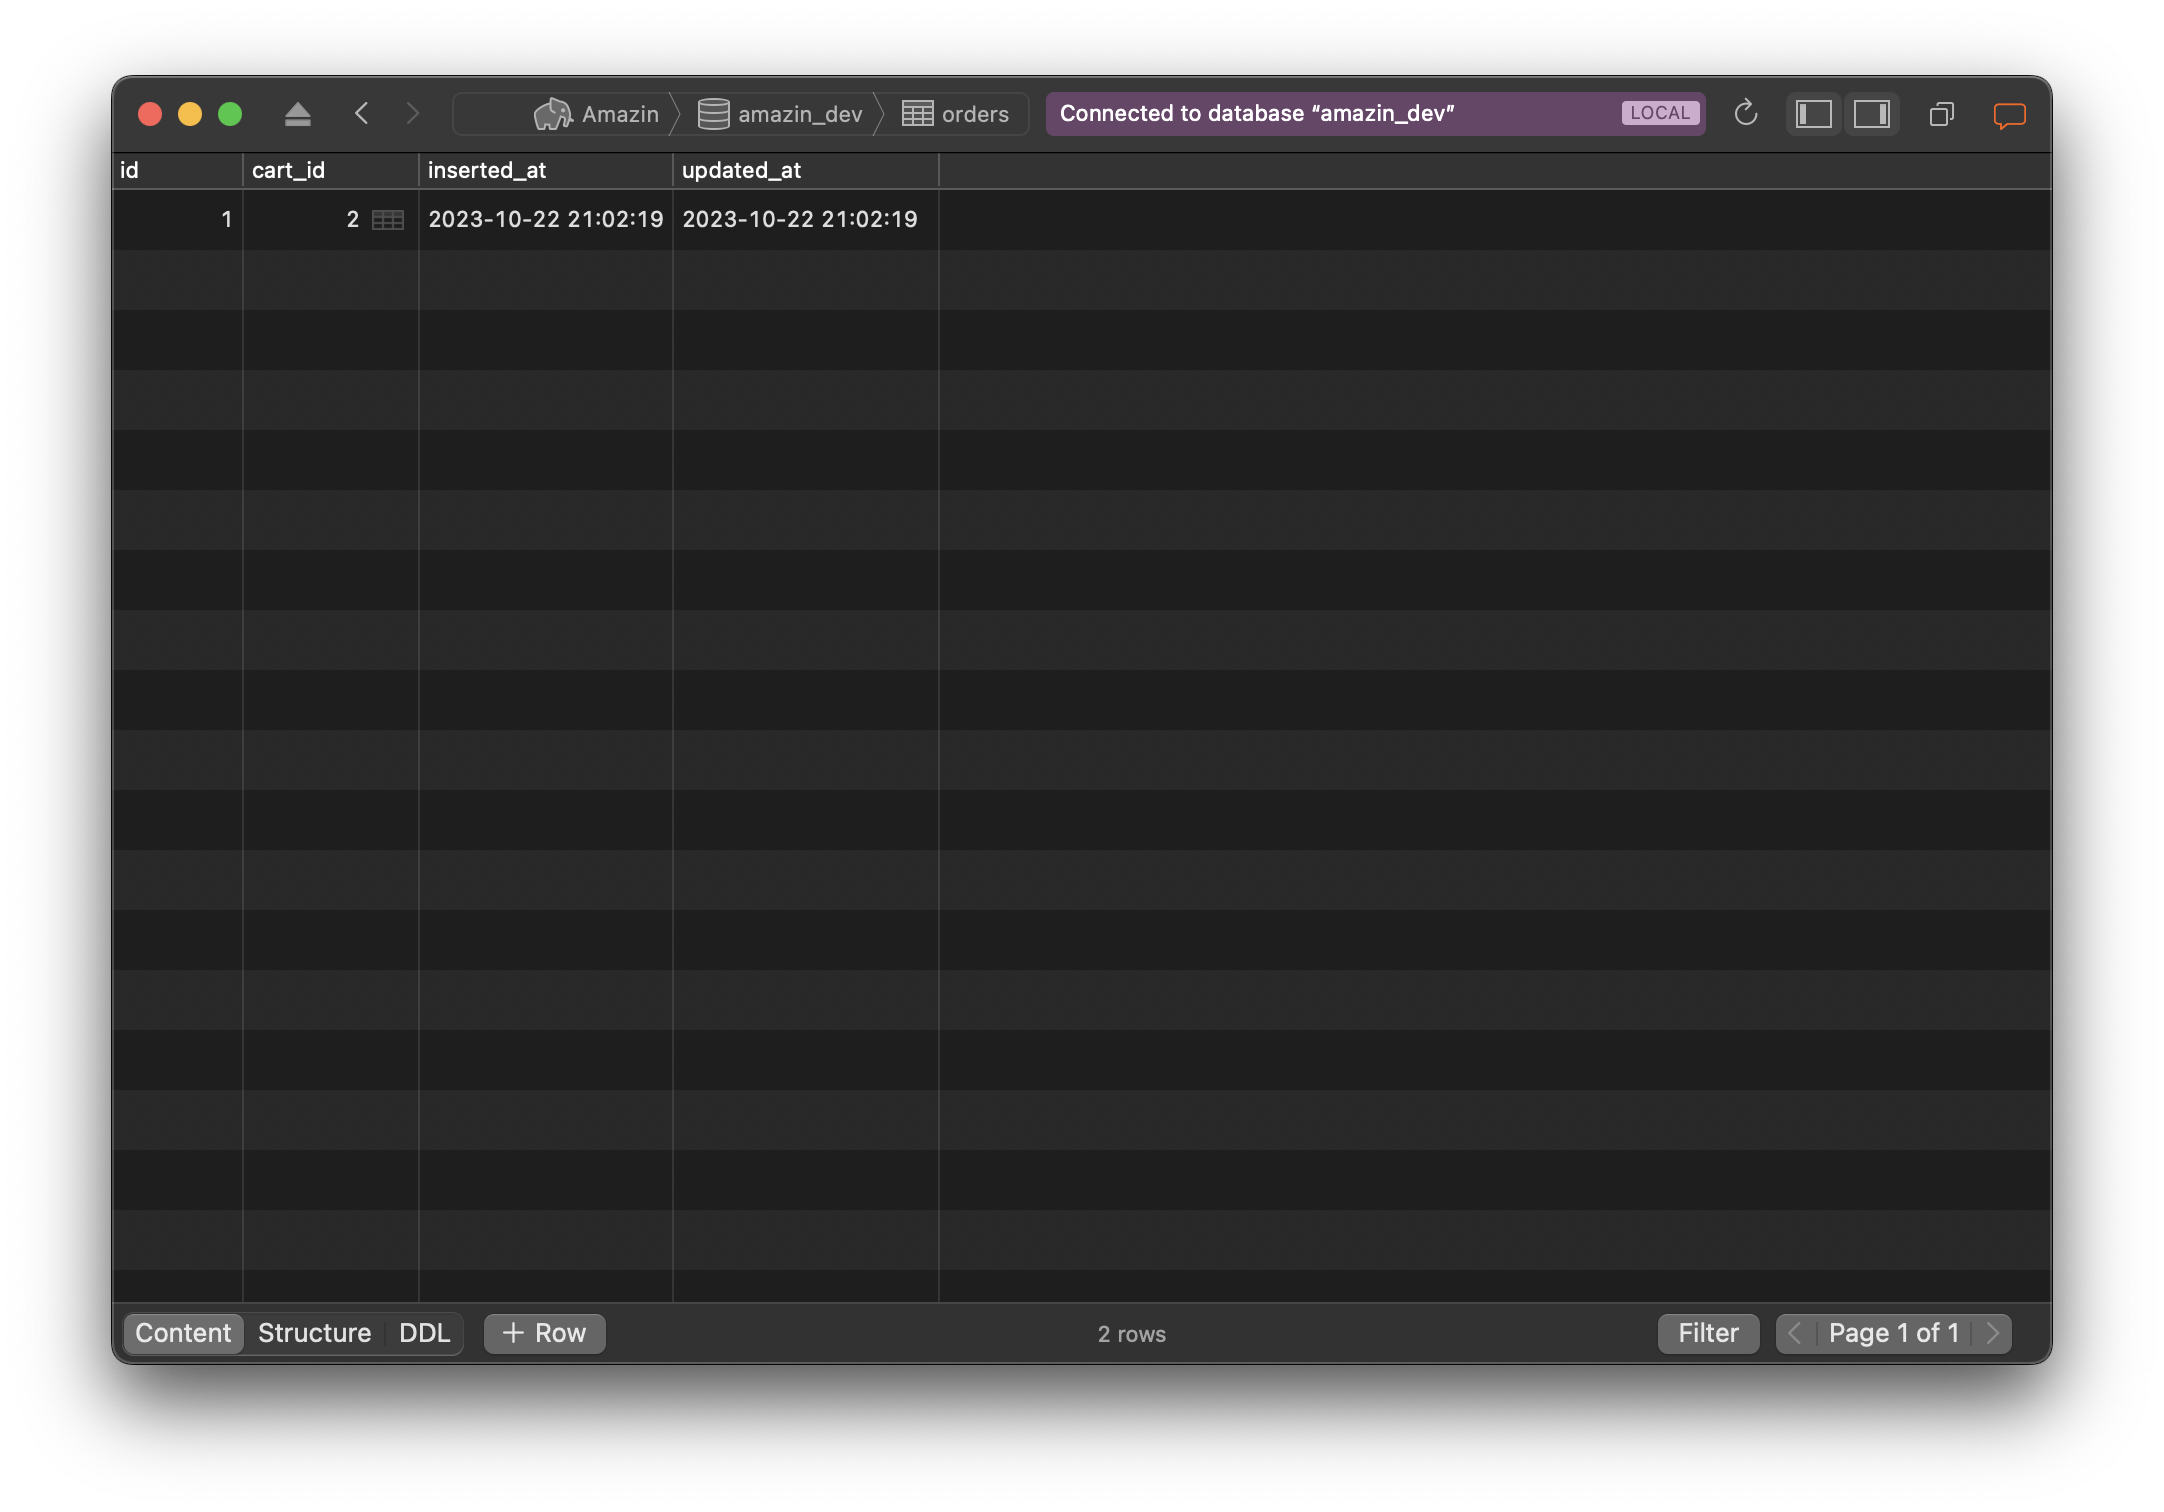 Amazin amazin_dev orders Connected to database “amazin_dev” LOCAL
id cart_id inserted_at updated_at
1 2 2023-10-22 21:02:19 2023-10-22 21:02:19
Content Structure DDL + Row 2 rows Filter Page 1 of 1